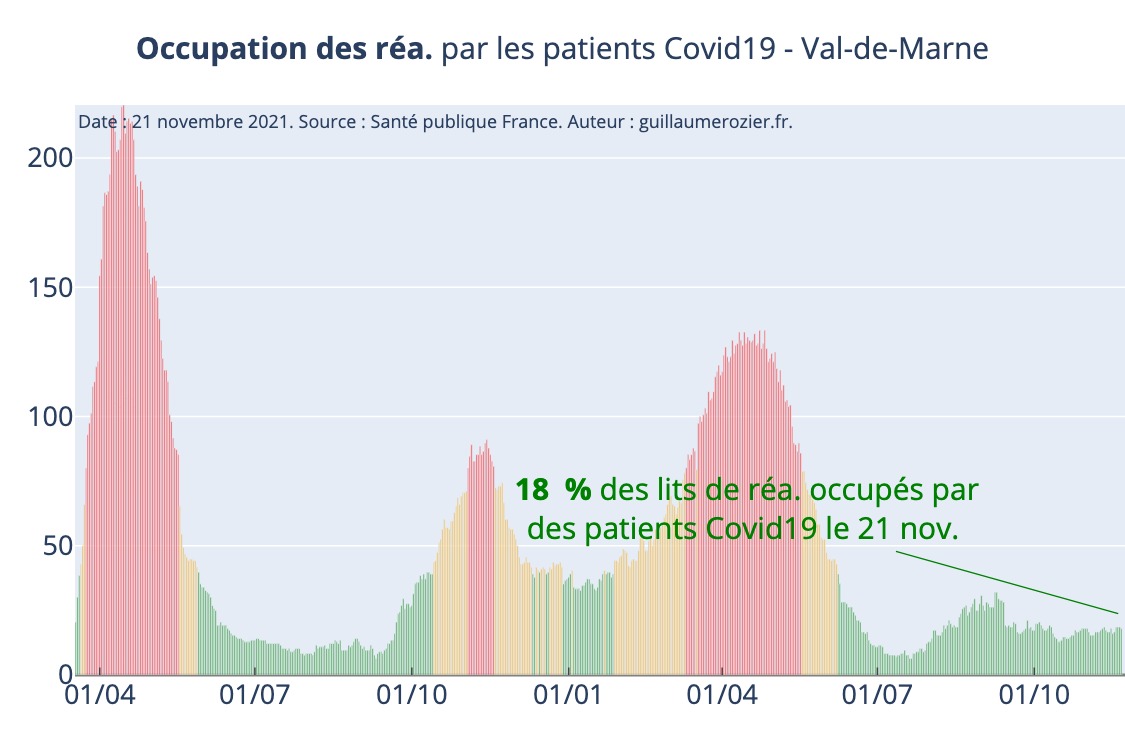 Occupation des réa. par les patients Covid19 - Val-de-Marne
Date : 21 novembre 2021. Source : Santé publique France. Auteur : guillaumerozier.fr.
200
150
100
18 % des lits de réa. occupés par
des patients Covid19 le 21 nov.
50
0
01/04 01/07 01/10 01/01 01/04 01/07 01/10